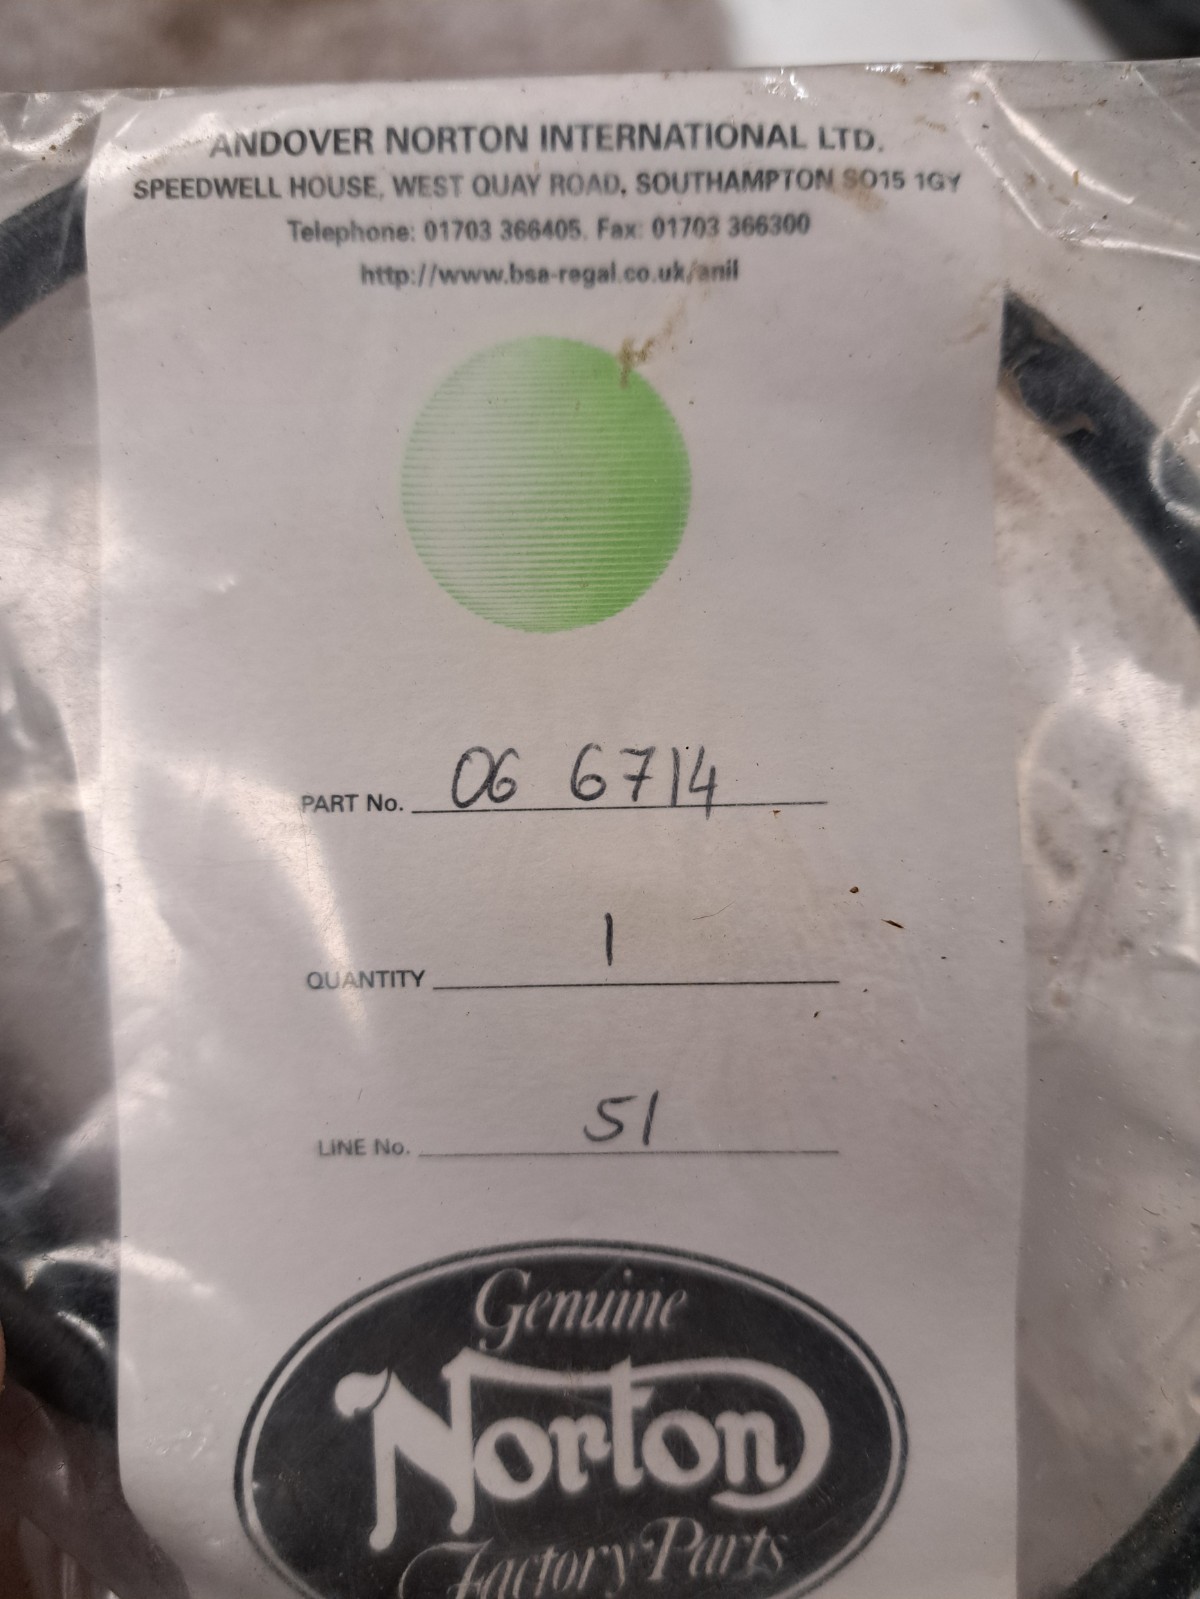 ANDOVER NORTON INTERNATIONAL LTD.
SPEEDWELL HOUSE, WEST QUAY ROAD, SOUTHAMPTON SO15 1GY
Telephone: 01703 366405. Fax: 01703 366300
http://www.bsa-regal.co.uk/anil
PART No. 06 6714
QUANTITY 1
LINE No. 51
Genuine
Norton
Factory Parts